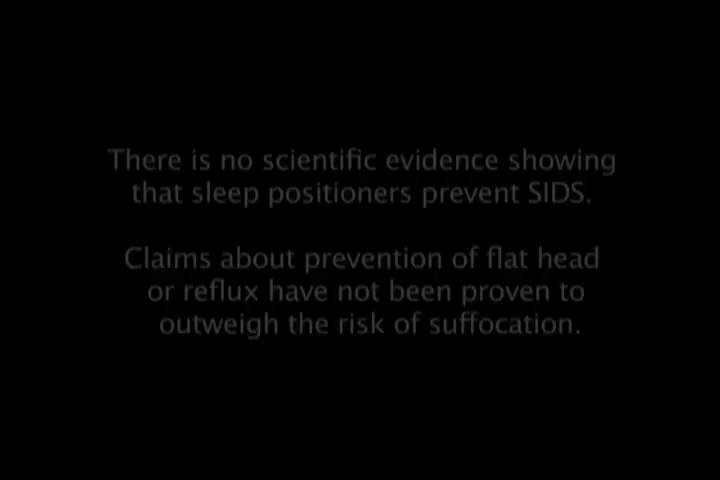 There is no scientific evidence showing
that sleep positioners prevent SIDS.
Claims about prevention of flat head
or reflux have not been proven to
outweigh the risk of suffocation.